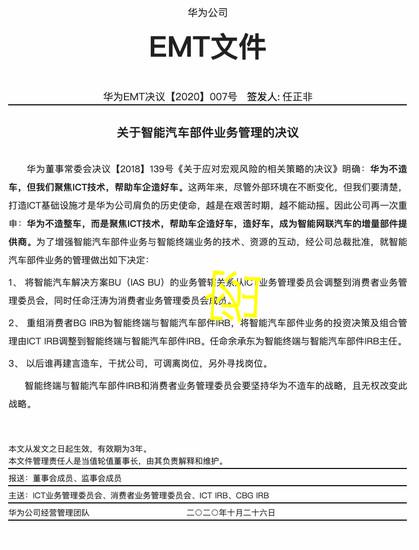 华为公司
EMT文件
华为EMT决议【2020】007号 签发人: 任正非
关于智能汽车部件业务管理的决议
华为董事常委会决议【2018】139号《关于应对宏观风险的相关策略的决议》明确：华为不造
车，但我们聚焦ICT技术，帮助车企造好车。这两年来，尽管外部环境在不断变化，但我们要清楚，
打造ICT基础设施才是华为公司肩负的历史使命，越是在艰苦时期，越不能动摇。因此公司再一次重
申：华为不造整车，而是聚焦ICT技术，帮助车企造好车，造好车，成为智能网联汽车的增量部件提
供商。为了增强智能汽车部件业务与智能终端业务的技术、资源的互动，经公司总裁批准，就智能
汽车部件业务的管理做出如下决定：
1、 将智能汽车解决方案BU（IAS BU）的业务管辖关系从ICT业务管理委员会调整到消费者业务管
理委员会，同时任命汪涛为消费者业务管理委员会成员。
2、 重组消费者BG IRB为智能终端与智能汽车部件IRB，将智能汽车部件业务的投资决策及组合管
理由ICT IRB调整到智能终端与智能汽车部件IRB。任命余承东为智能终端与智能汽车部件IRB主任。
3、 以后谁再建言造车，干扰公司，可调离岗位，另外寻找岗位。
智能终端与智能汽车部件IRB和消费者业务管理委员会要坚持华为不造车的战略，且无权改变此
战略。
本文从发文之日起生效，有效期为3年。
本文件管理责任人是当值轮值董事长，由其负责解释和维护。
报送：董事会成员、监事会成员
主送：ICT业务管理委员会、消费者业务管理委员会、ICT IRB、CBG IRB
华为公司经营管理团队 二〇二〇年十月二十六日